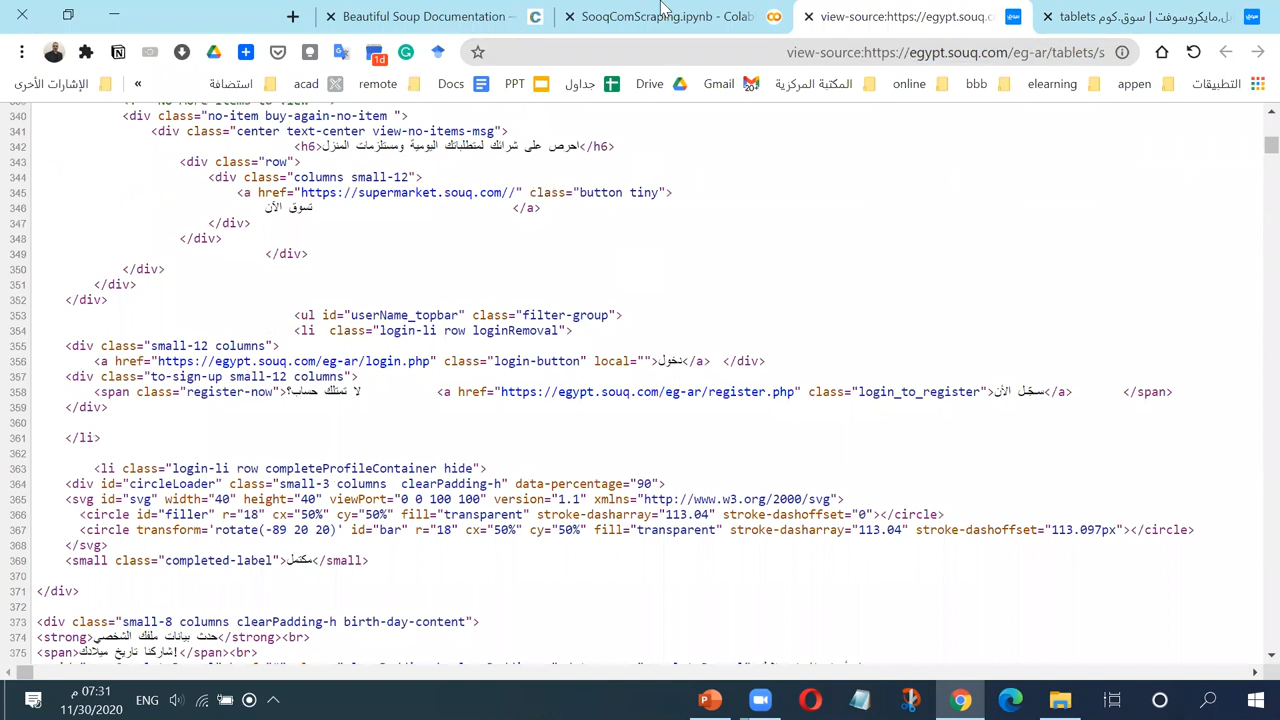 Beautiful Soup Documentation –
SooqComScraping.ipynb - Colab
view-source:https://egypt.souq.c
سوق.كوم | tablets
view-source:https://egypt.souq.com/eg-ar/tablets/s
الإشارات الأخرى
»
استضافة
acad
remote
Docs
PPT
جداول
Drive
Gmail
المكتبة المركزية
online
bbb
elearning
appen
التطبيقات
340 <div class="no-item buy-again-no-item ">
341 <div class="center text-center view-no-items-msg">
342 <h6>احرص على شرائك لمتطلباتك اليومية ومستلزمات المنزل</h6>
343 <div class="row">
344 <div class="columns small-12">
345 <a href="https://supermarket.souq.com//" class="button tiny">
346 تسوق الآن </a>
347 </div>
348 </div>
349 </div>
350 </div>
351 </div>
352 </div>
353 <ul id="userName_topbar" class="filter-group">
354 <li  class="login-li row loginRemoval">
355 <div class="small-12 columns">
356 <a href="https://egypt.souq.com/eg-ar/login.php" class="login-button" local="">دخول</a>  </div>
357 <div class="to-sign-up small-12 columns">
358 <span class="register-now">لا تمتلك حساب؟ <a href="https://egypt.souq.com/eg-ar/register.php" class="login_to_register">سجّل الآن</a> </span>
359 </div>
360
361 </li>
362
363 <li class="login-li row completeProfileContainer hide">
364 <div id="circleLoader" class="small-3 columns  clearPadding-h" data-percentage="90">
365 <svg id="svg" width="40" height="40" viewPort="0 0 100 100" version="1.1" xmlns="http://www.w3.org/2000/svg">
366 <circle id="filler" r="18" cx="50%" cy="50%" fill="transparent" stroke-dasharray="113.04" stroke-dashoffset="0"></circle>
367 <circle transform='rotate(-89 20 20)' id="bar" r="18" cx="50%" cy="50%" fill="transparent" stroke-dasharray="113.04" stroke-dashoffset="113.097px"></circle>
368 </svg>
369 <small class="completed-label">مكتمل</small>
370
371 </div>
372
373 <div class="small-8 columns clearPadding-h birth-day-content">
374 <strong>حدث بيانات ملفك الشخصي</strong><br>
375 <span>شاركنا تاريخ ميلادك!</span><br>
07:31 م
11/30/2020
ENG